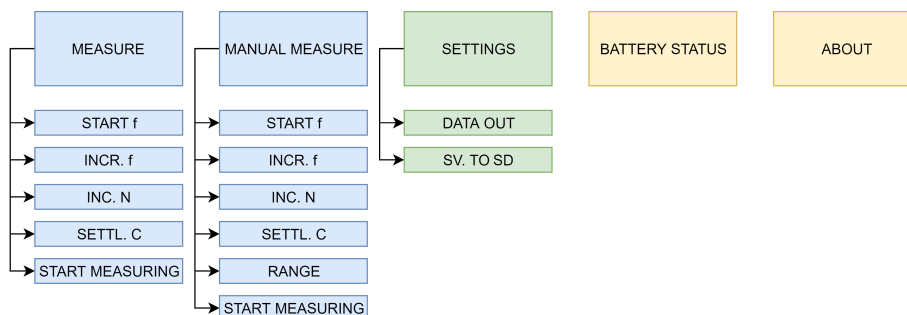 MEASURE
MANUAL MEASURE
SETTINGS
BATTERY STATUS
ABOUT
START f
INCR. f
INC. N
SETTL. C
START MEASURING
START f
INCR. f
INC. N
SETTL. C
RANGE
START MEASURING
DATA OUT
SV. TO SD